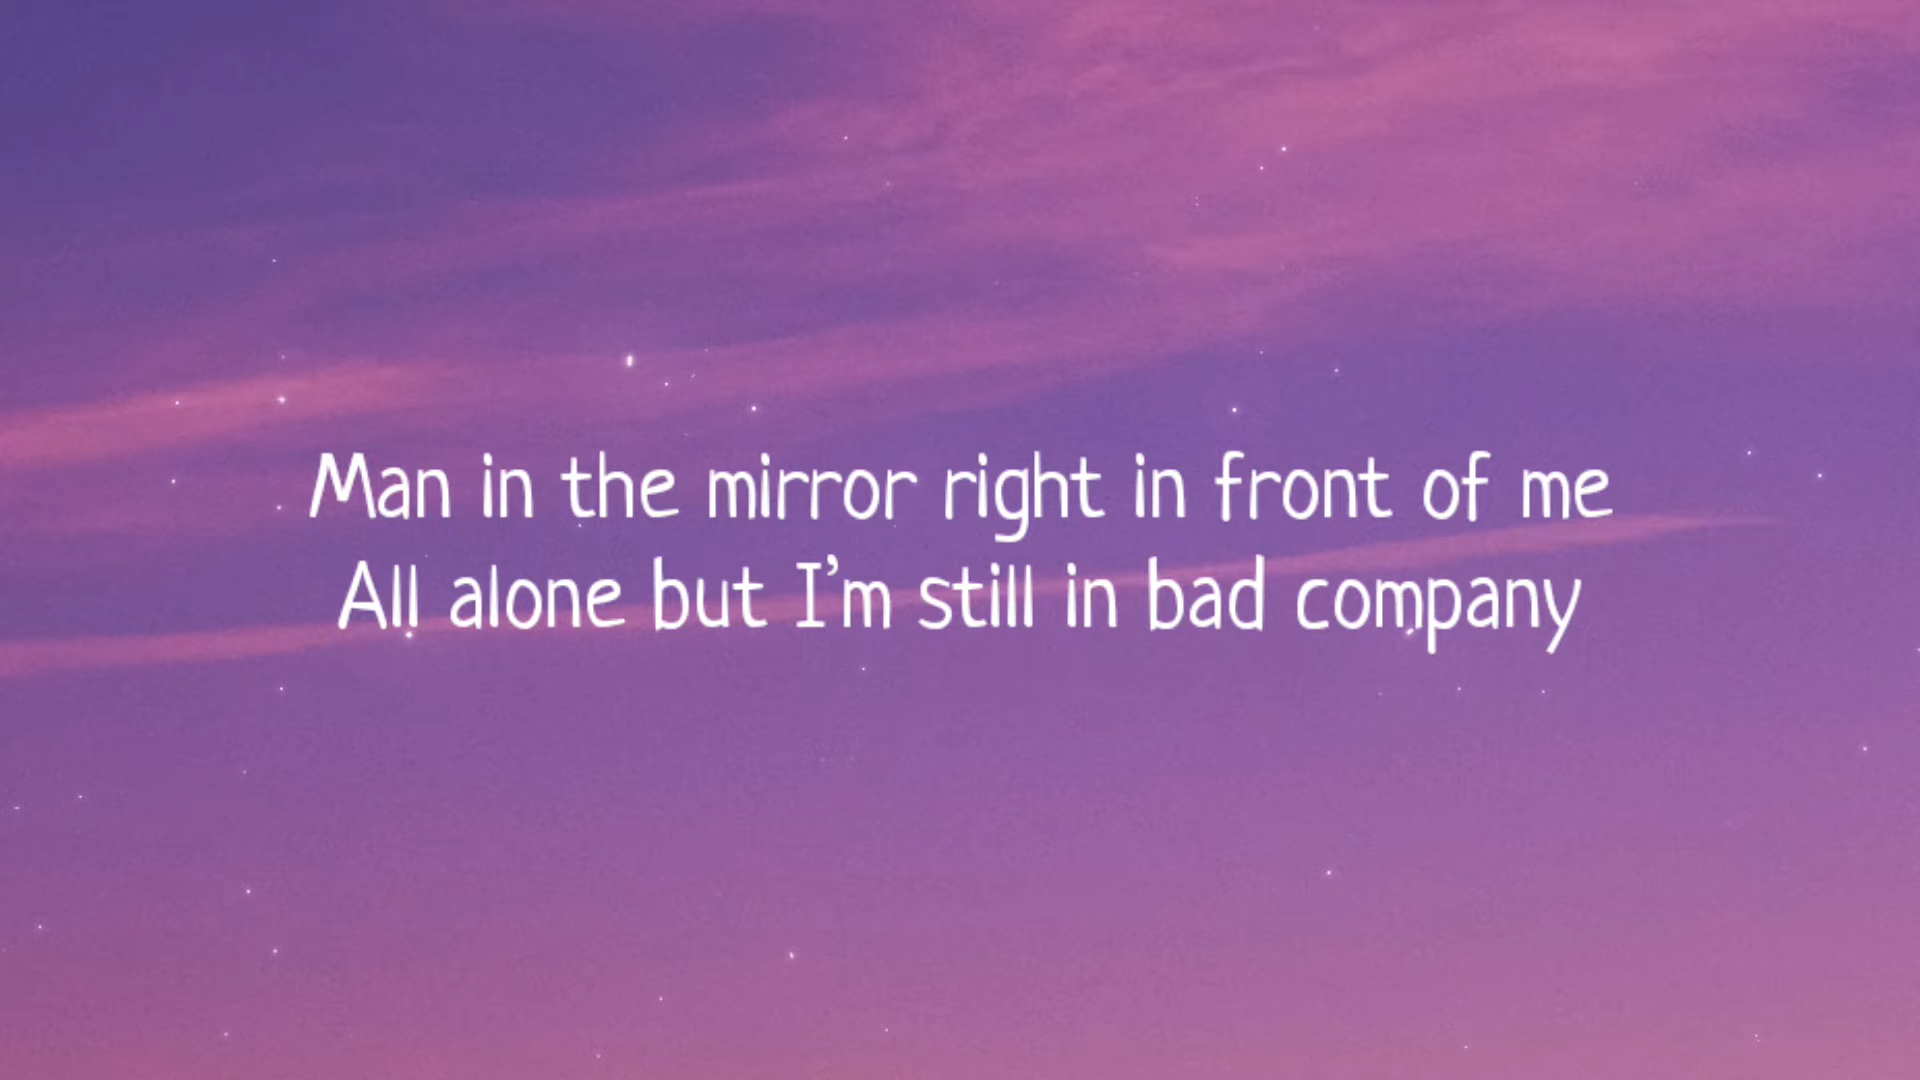 Man in the mirror right in front of me
All alone but I’m still in bad company